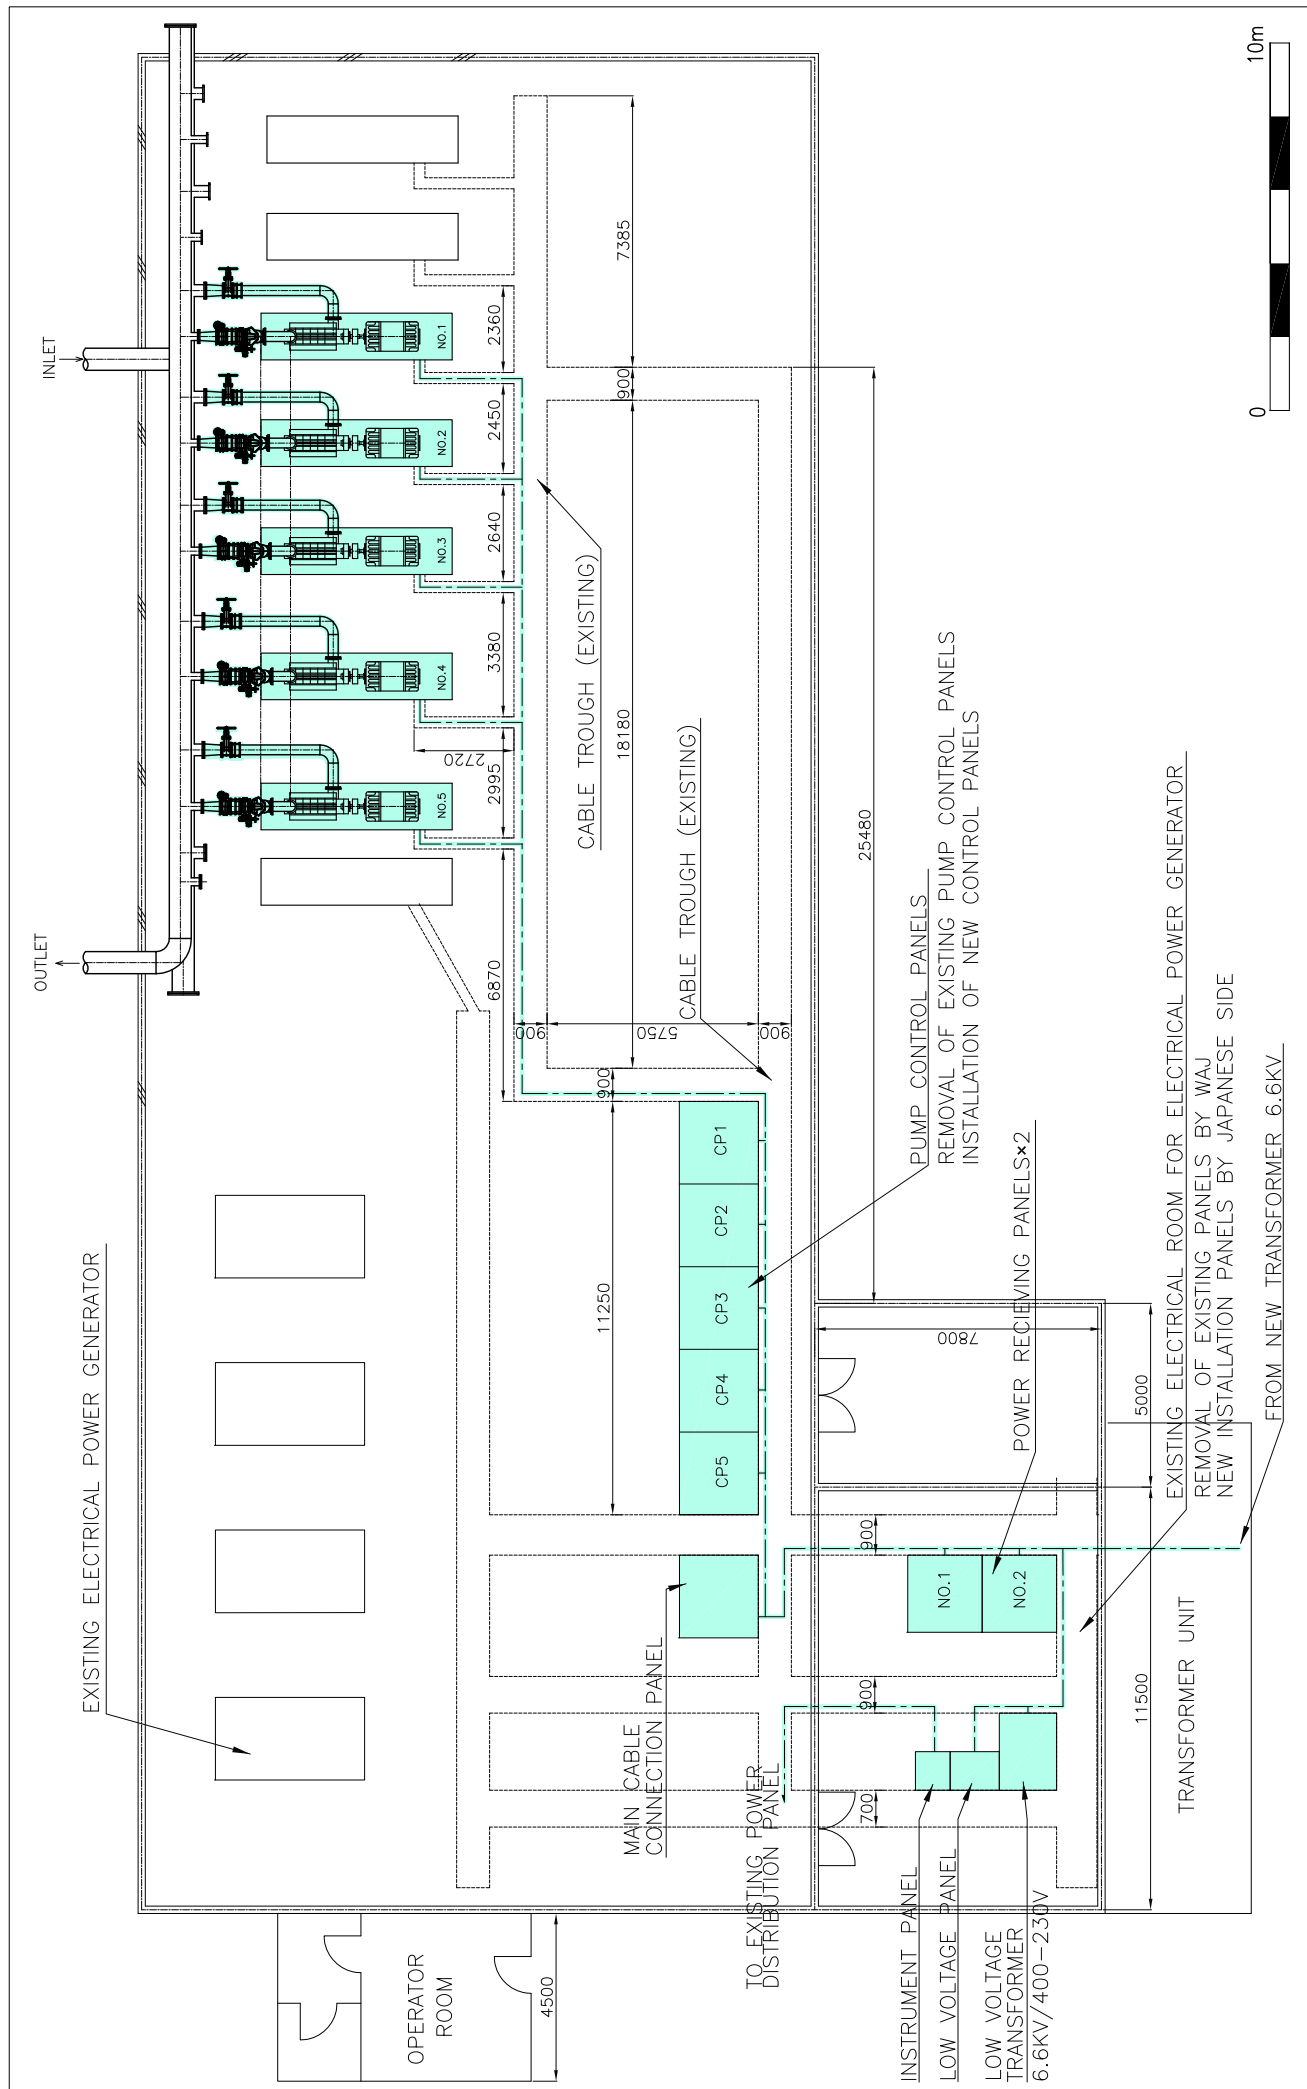 INLET
OUTLET
NO.1
NO.2
NO.3
NO.4
NO.5
2360
2450
2640
3380
2995
2720
6870
7385
900
18180
900
5750
900
900
25480
11250
CABLE TROUGH (EXISTING)
CABLE TROUGH (EXISTING)
PUMP CONTROL PANELS
REMOVAL OF EXISTING PUMP CONTROL PANELS
INSTALLATION OF NEW CONTROL PANELS
CP1
CP2
CP3
CP4
CP5
EXISTING ELECTRICAL POWER GENERATOR
MAIN CABLE
CONNECTION PANEL
TO EXISTING POWER
DISTRIBUTION PANEL
POWER RECIEVING PANELS×2
NO.1
NO.2
7800
5000
11500
900
900
700
EXISTING ELECTRICAL ROOM FOR ELECTRICAL POWER GENERATOR
REMOVAL OF EXISTING PANELS BY WAJ
NEW INSTALLATION PANELS BY JAPANESE SIDE
FROM NEW TRANSFORMER 6.6KV
TRANSFORMER UNIT
INSTRUMENT PANEL
LOW VOLTAGE PANEL
LOW VOLTAGE
TRANSFORMER
6.6KV/400-230V
OPERATOR
ROOM
4500
0
10m